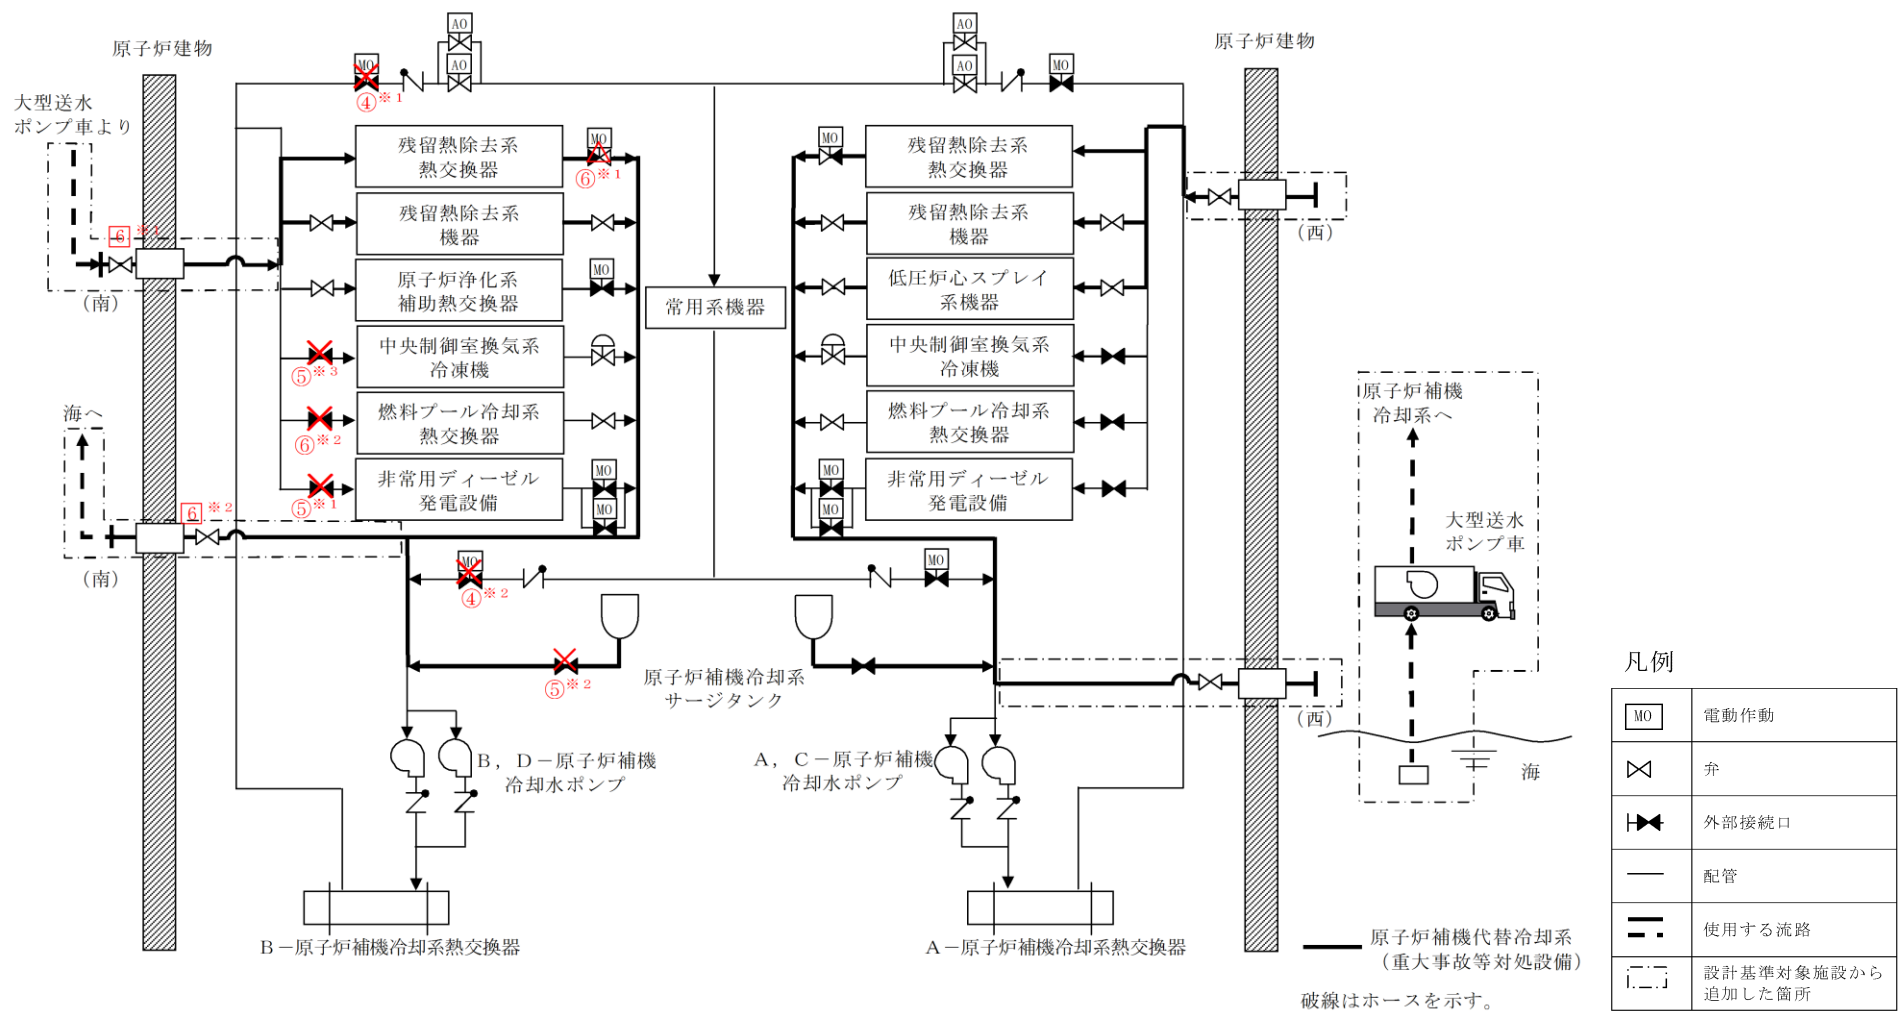 原子炉建物
大型送水
ポンプ車より
AO
AO
MO
④※1
AO
AO
MO
原子炉建物
残留熱除去系
熱交換器
MO
⑥※1
残留熱除去系
機器
原子炉浄化系
補助熱交換器
MO
中央制御室換気系
冷凍機
⑤※3
燃料プール冷却系
熱交換器
⑥※2
非常用ディーゼル
発電設備
⑤※1
MO
MO
6※1
(南)
海へ
6※2
(南)
常用系機器
MO
残留熱除去系
熱交換器
残留熱除去系
機器
低圧炉心スプレイ
系機器
中央制御室換気系
冷凍機
燃料プール冷却系
熱交換器
MO
MO
非常用ディーゼル
発電設備
(西)
MO
④※2
MO
⑤※2
原子炉補機冷却系
サージタンク
(西)
B,D-原子炉補機
冷却水ポンプ
A,C-原子炉補機
冷却水ポンプ
B-原子炉補機冷却系熱交換器
A-原子炉補機冷却系熱交換器
原子炉補機
冷却系へ
大型送水
ポンプ車
海
原子炉補機代替冷却系
(重大事故等対処設備)
破線はホースを示す。
凡例
MO
電動作動
弁
外部接続口
配管
使用する流路
設計基準対象施設から
追加した箇所